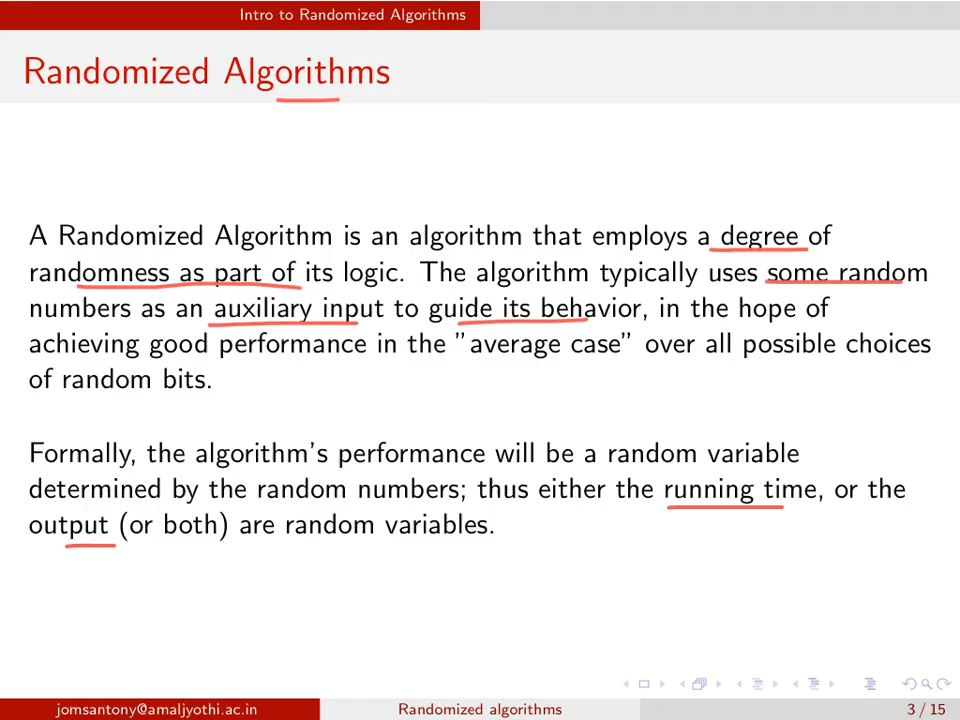 Intro to Randomized Algorithms
Randomized Algorithms
A Randomized Algorithm is an algorithm that employs a degree of
randomness as part of its logic. The algorithm typically uses some random
numbers as an auxiliary input to guide its behavior, in the hope of
achieving good performance in the ”average case” over all possible choices
of random bits.
Formally, the algorithm’s performance will be a random variable
determined by the random numbers; thus either the running time, or the
output (or both) are random variables.
jomsantony@amaljyothi.ac.in Randomized algorithms 3 / 15